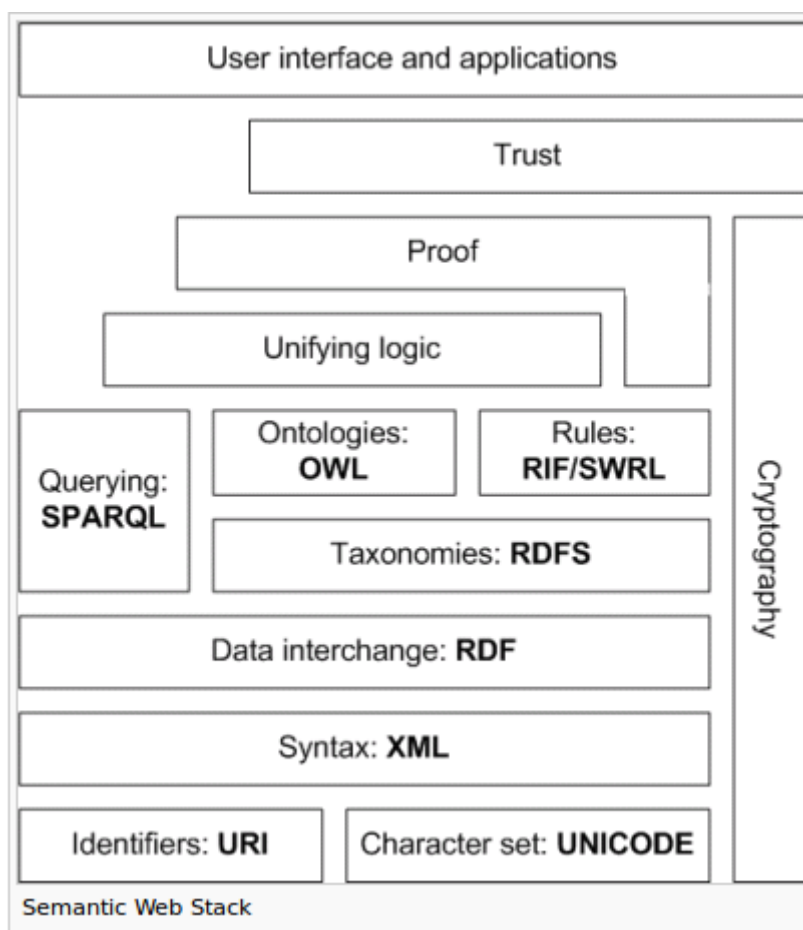 User interface and applications
Trust
Proof
Unifying logic
Ontologies:
OWL
Rules:
RIF/SWRL
Querying:
SPARQL
Taxonomies: RDFS
Cryptography
Data interchange: RDF
Syntax: XML
Identifiers: URI
Character set: UNICODE
Semantic Web Stack